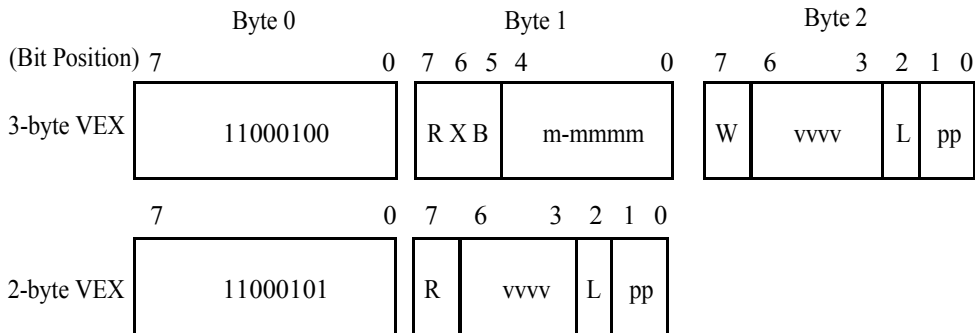 Byte 0 Byte 1 Byte 2
(Bit Position) 7 0 7 6 5 4 0 7 6 3 2 1 0
3-byte VEX 11000100 R X B m-mmmm W vvvv L pp
7 0 7 6 3 2 1 0
2-byte VEX 11000101 R vvvv L pp